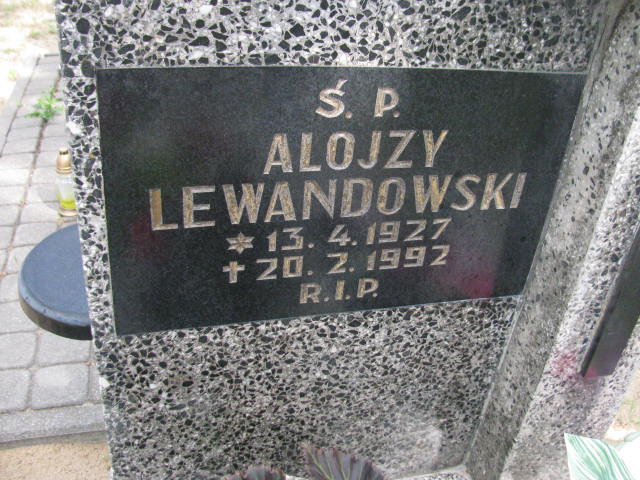 Ś. P.
ALOJZY
LEWANDOWSKI
* 13. 4. 1927
✝ 20. 2. 1992
R.I.P.